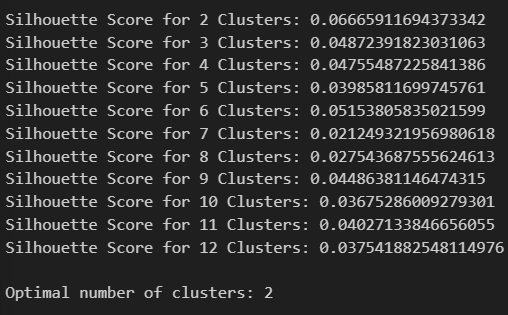 Silhouette Score for 2 Clusters: 0.06665911694373342
Silhouette Score for 3 Clusters: 0.04872391823031063
Silhouette Score for 4 Clusters: 0.04755487225841386
Silhouette Score for 5 Clusters: 0.03985811699745761
Silhouette Score for 6 Clusters: 0.05153805835021599
Silhouette Score for 7 Clusters: 0.021249321956980618
Silhouette Score for 8 Clusters: 0.027543687555624613
Silhouette Score for 9 Clusters: 0.04486381146474315
Silhouette Score for 10 Clusters: 0.03675286009279301
Silhouette Score for 11 Clusters: 0.04027133846656055
Silhouette Score for 12 Clusters: 0.037541882548114976
Optimal number of clusters: 2